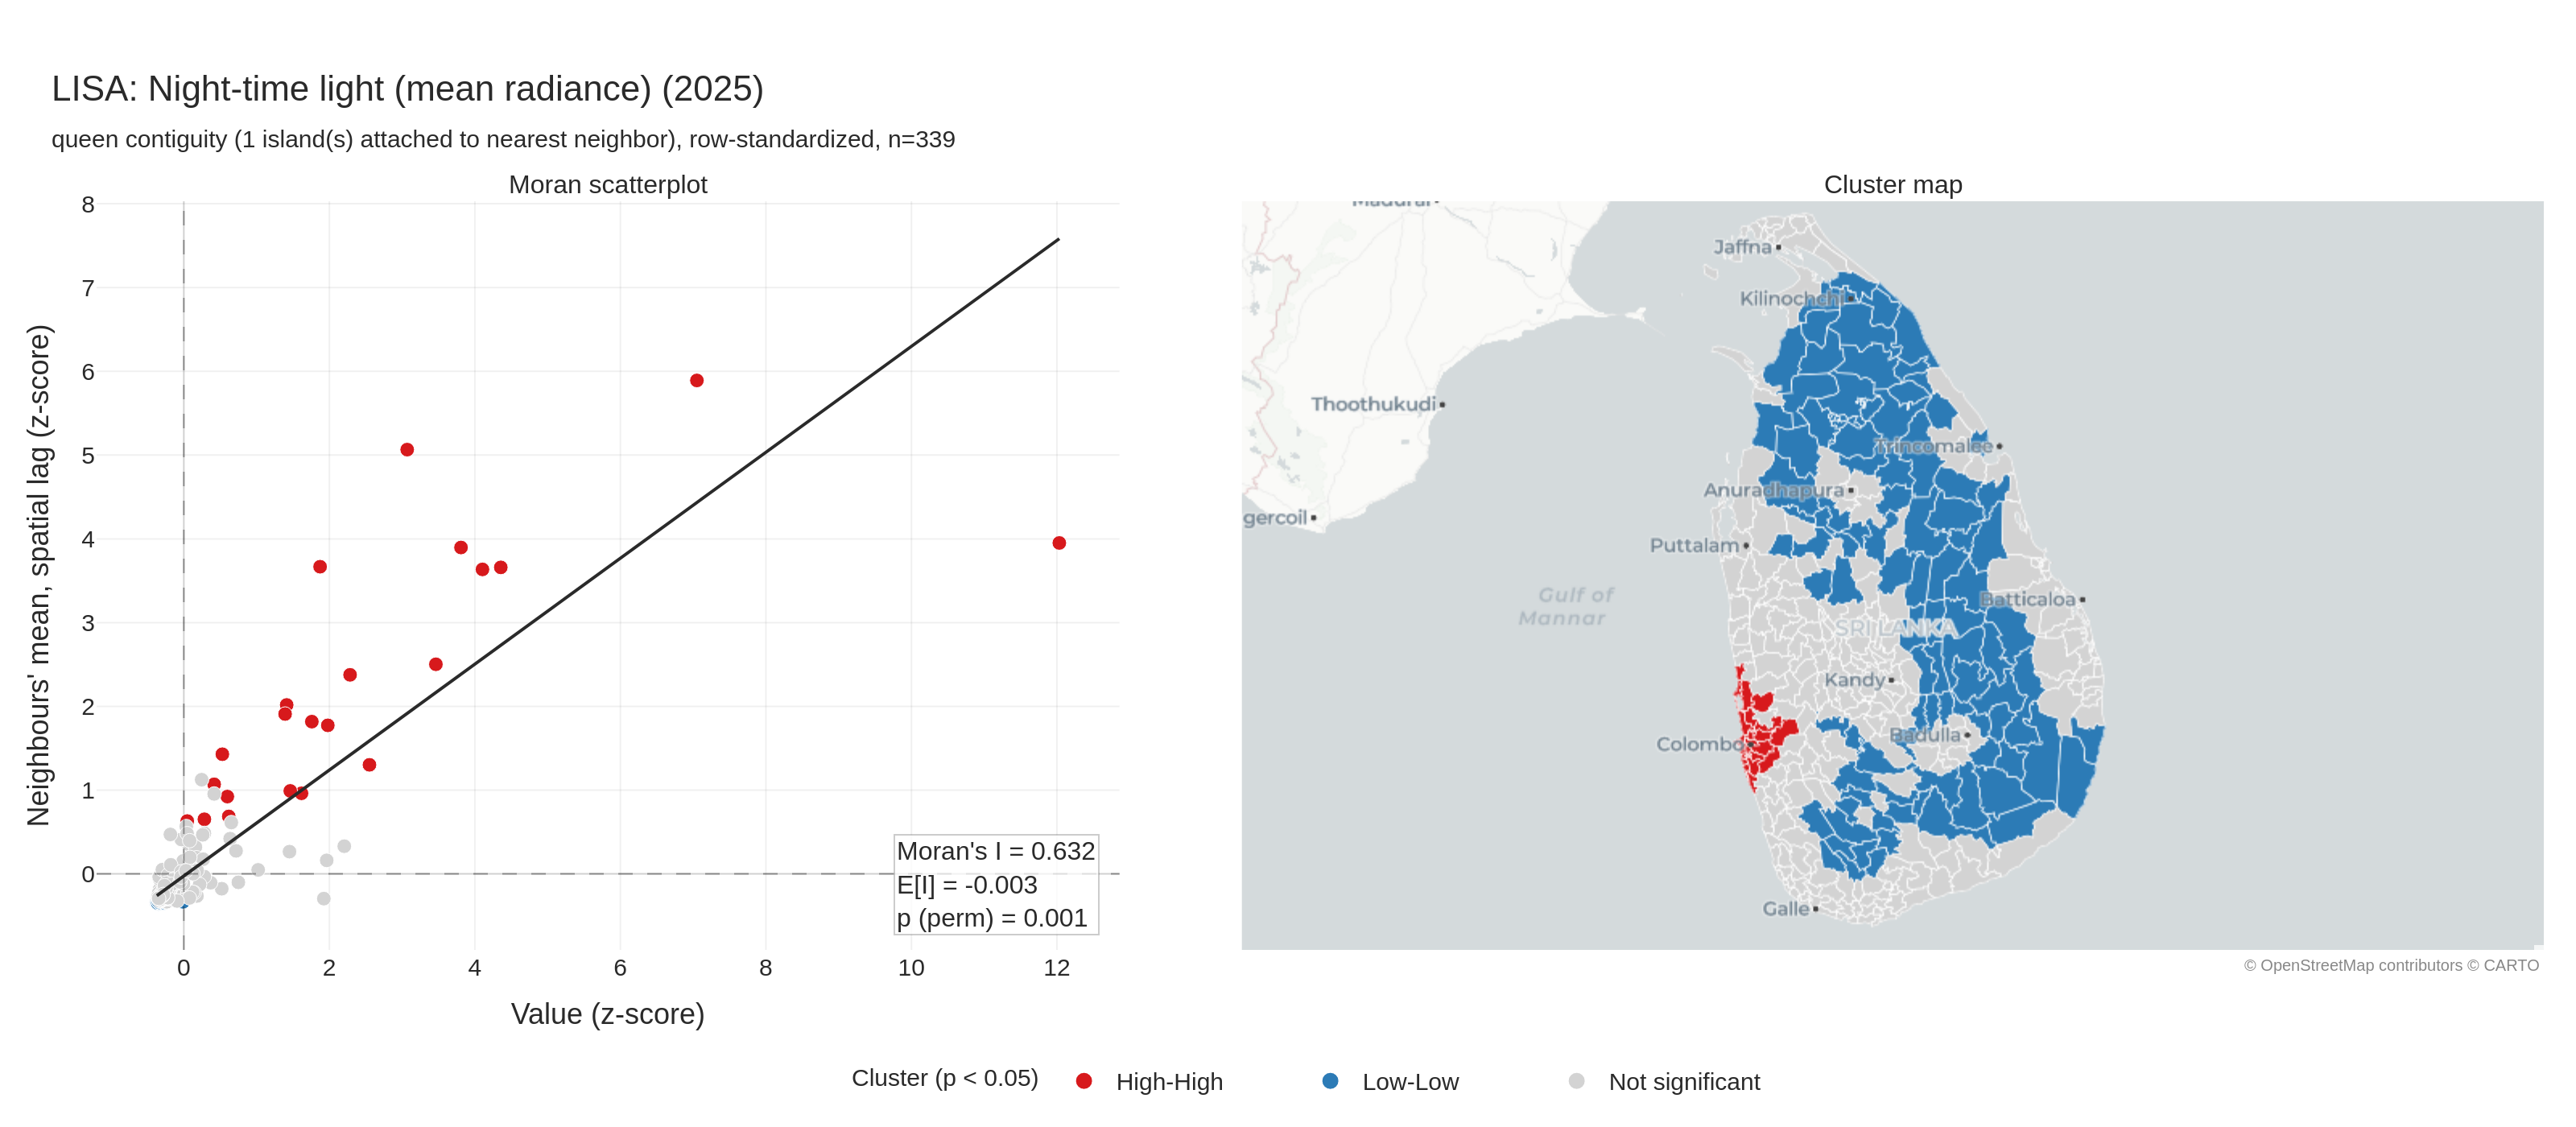 LISA: Night-time light (mean radiance) (2025)
queen contiguity (1 island(s) attached to nearest neighbor), row-standardized, n=339
Moran scatterplot
8
7
6
5
4
3
2
1
0
Neighbours' mean, spatial lag (z-score)
0 2 4 6 8 10 12
Value (z-score)
Moran's I = 0.632
E[I] = -0.003
p (perm) = 0.001
Cluster map
Jaffna
Kilinochchi
Thoothukudi
Trincomalee
Anuradhapura
gercoil
Puttalam
Gulf of
Mannar
Batticaloa
SRI LANKA
Kandy
Badulla
Colombo
Galle
© OpenStreetMap contributors © CARTO
Cluster (p < 0.05) High-High Low-Low Not significant